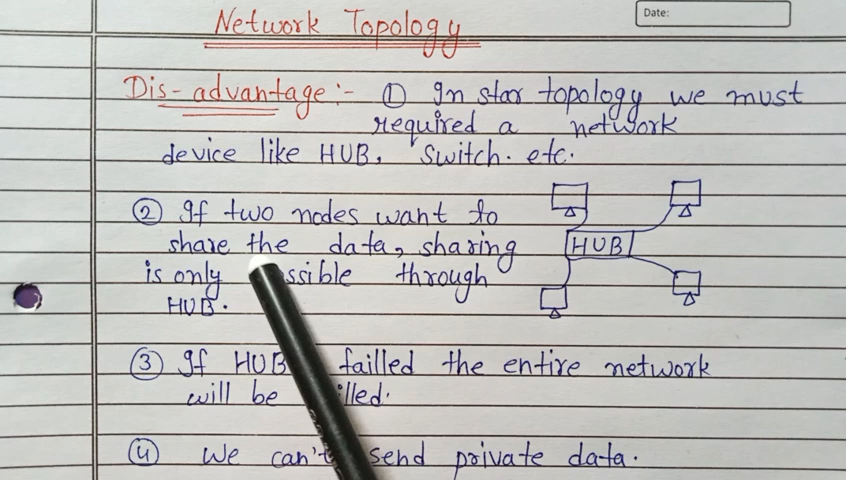 Network Topology
Date:
Dis-advantage:- ① In star topology we must
required a network
device like HUB, Switch. etc.
② If two nodes want to
share the data, sharing
is only ssible through
HUB.
HUB
③ If HUB failled the entire network
will be illed.
④ We can't send private data.